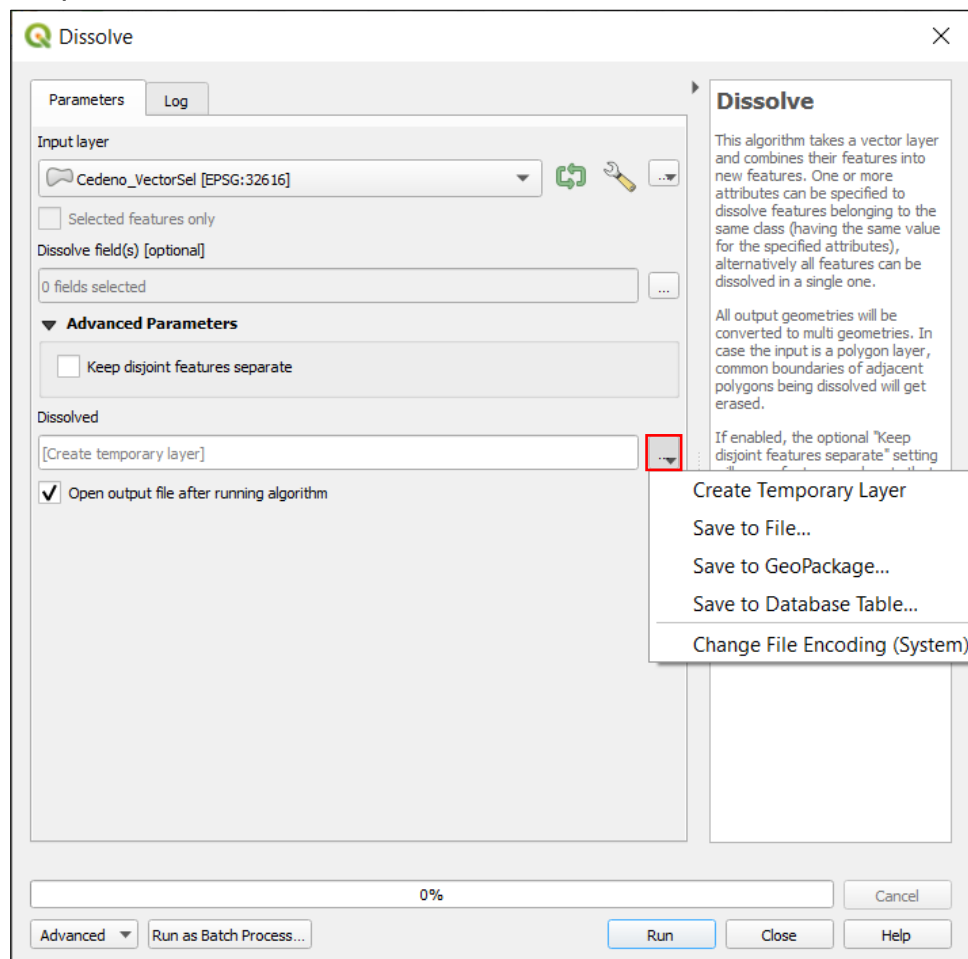 Dissolve
Parameters
Log
Input layer
Cedeno_VectorSel [EPSG:32616]
...
Selected features only
Dissolve field(s) [optional]
0 fields selected
...
Advanced Parameters
Keep disjoint features separate
Dissolved
[Create temporary layer]
...
Open output file after running algorithm
Dissolve
This algorithm takes a vector layer
and combines their features into
new features. One or more
attributes can be specified to
dissolve features belonging to the
same class (having the same value
for the specified attributes),
alternatively all features can be
dissolved in a single one.
All output geometries will be
converted to multi geometries. In
case the input is a polygon layer,
common boundaries of adjacent
polygons being dissolved will get
erased.
If enabled, the optional "Keep
disjoint features separate" setting
Create Temporary Layer
Save to File...
Save to GeoPackage...
Save to Database Table...
Change File Encoding (System)
0%
Cancel
Advanced
Run as Batch Process...
Run
Close
Help